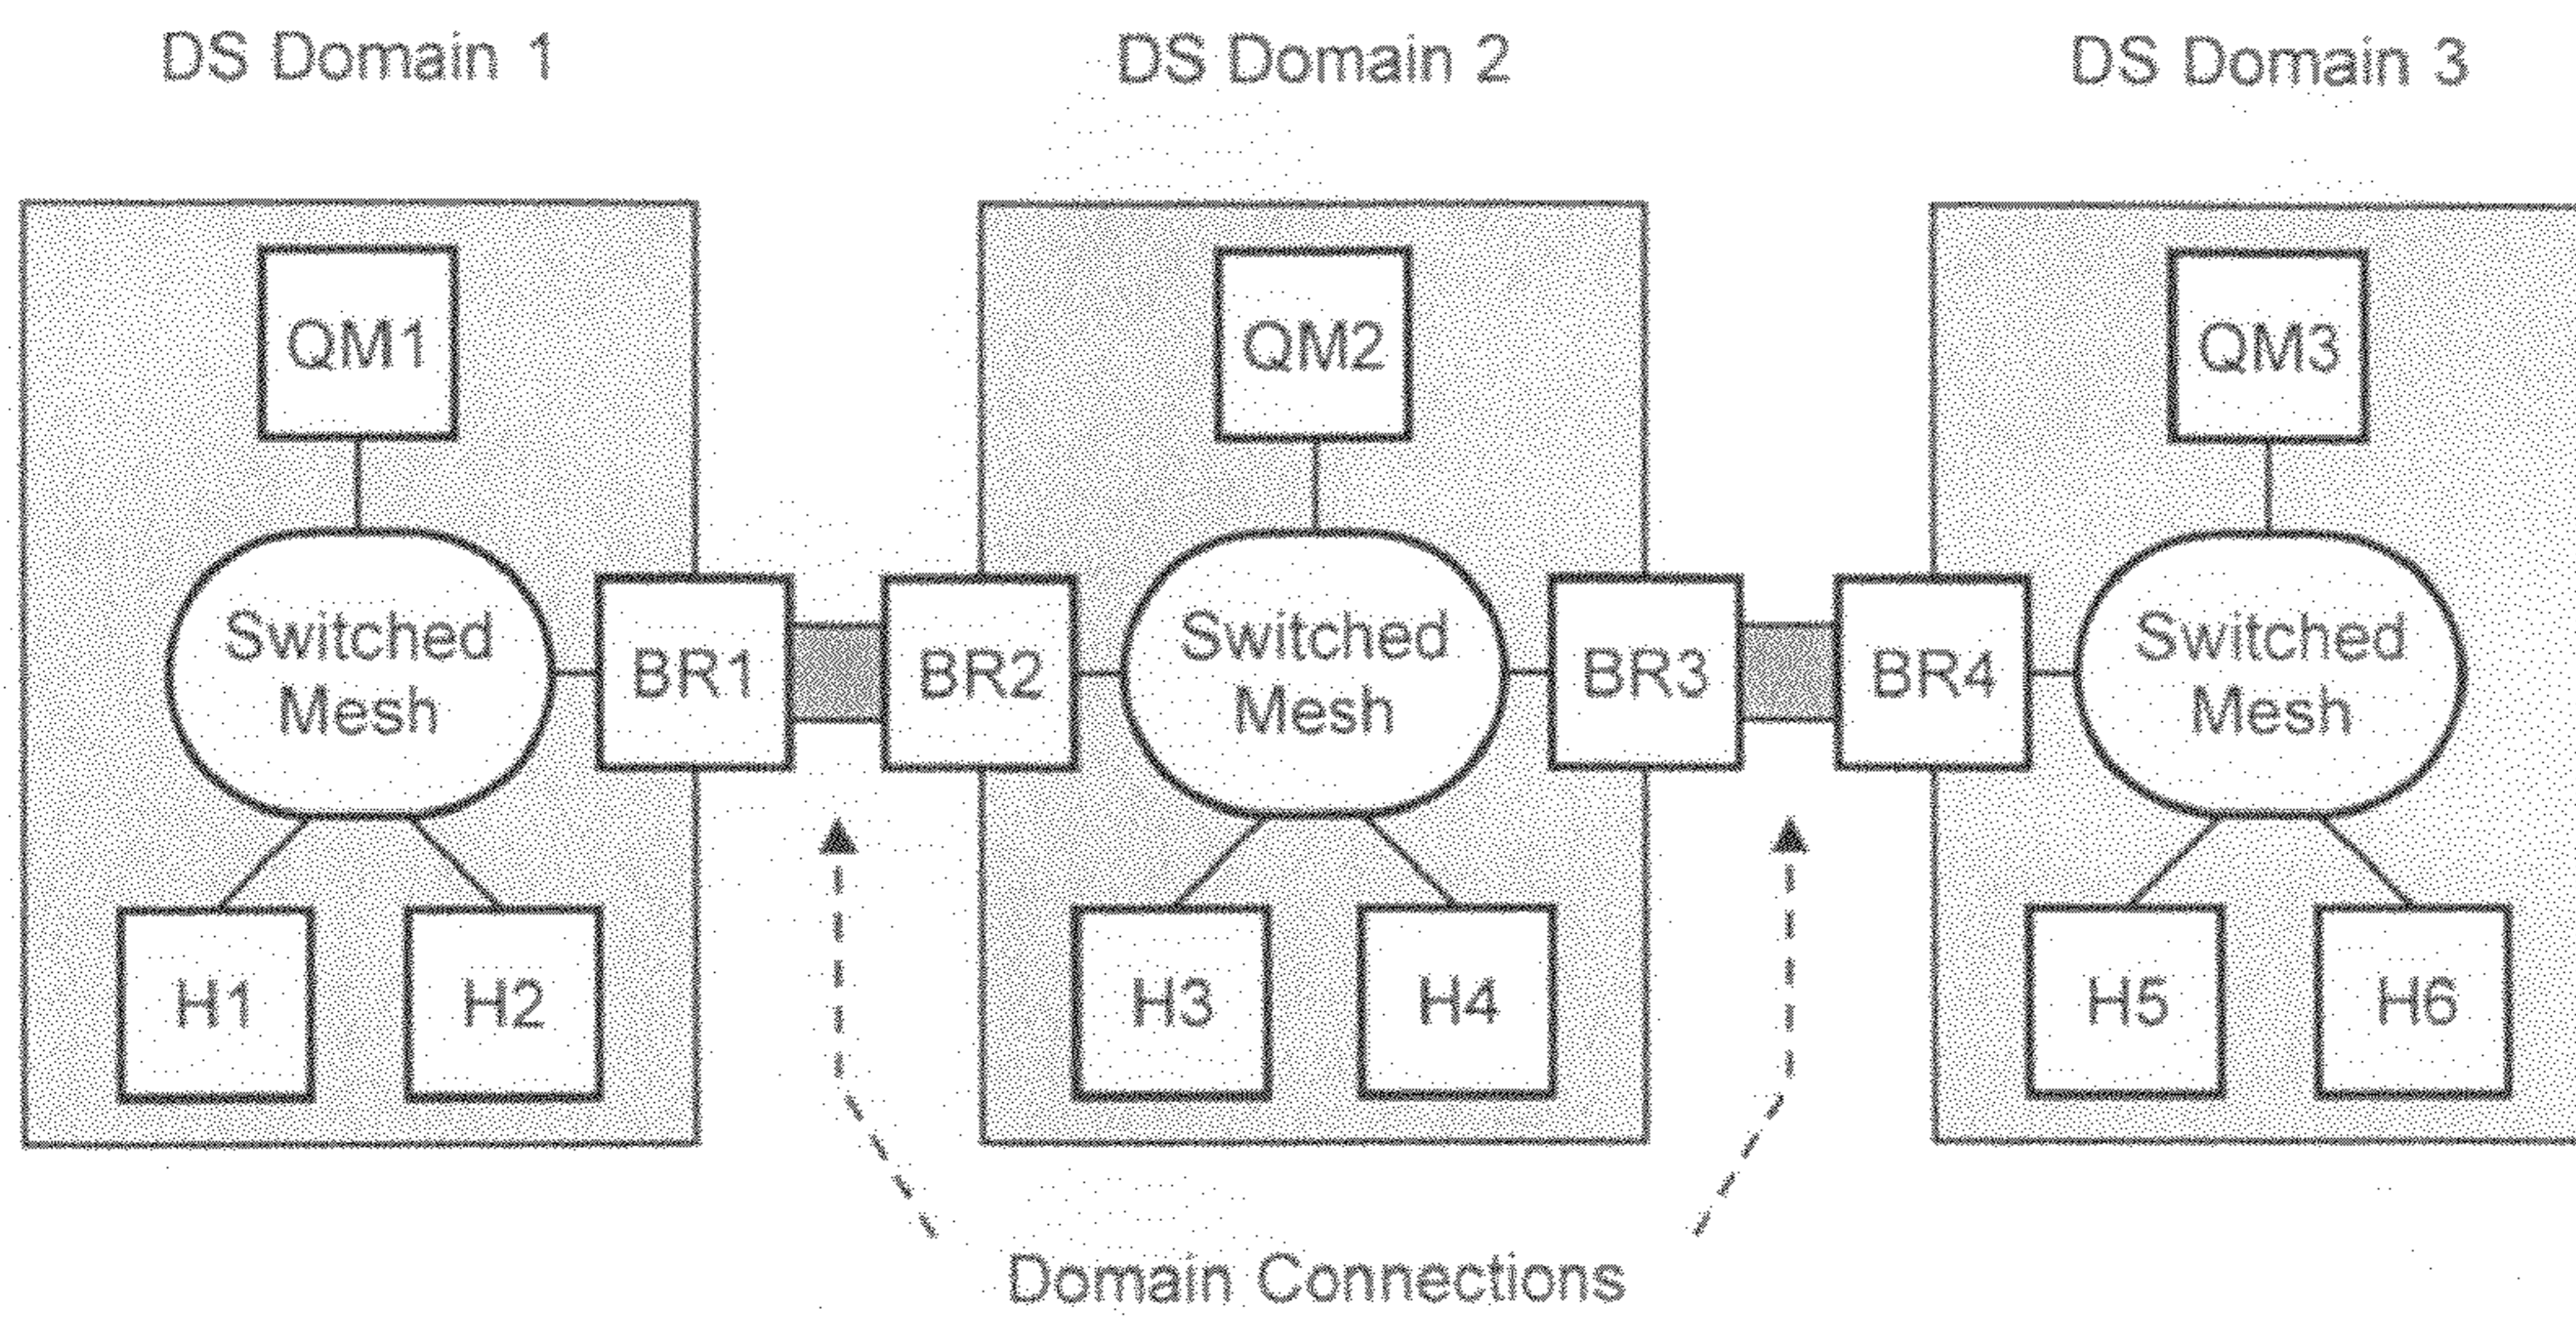 DS Domain 1
DS Domain 2
DS Domain 3
QM1
QM2
QM3
Switched
Mesh
BR1
BR2
Switched
Mesh
BR3
BR4
Switched
Mesh
H1
H2
H3
H4
H5
H6
Domain Connections